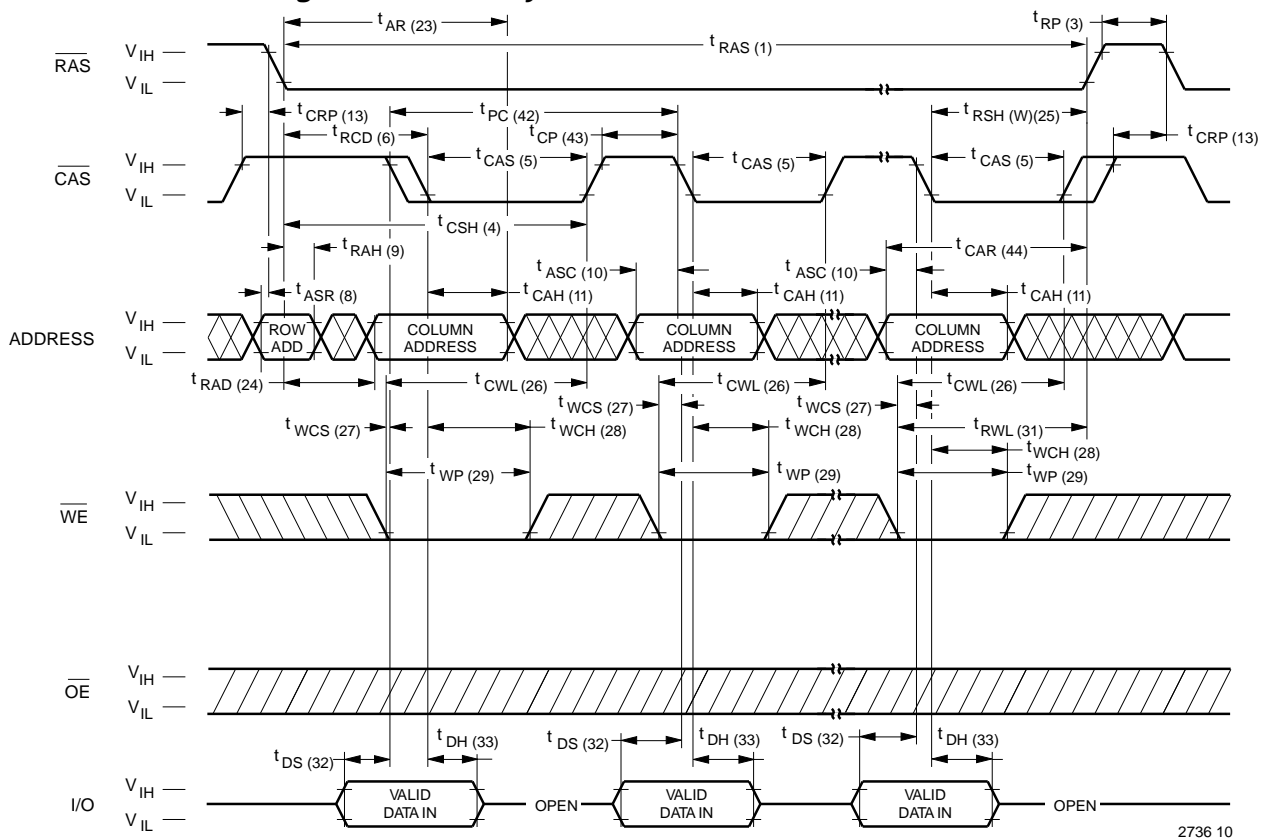 t AR (23)
t RP (3)
t RAS (1)
RAS
V IH
V IL
t CRP (13)
t PC (42)
t RSH (W)(25)
t RCD (6)
t CP (43)
t CRP (13)
CAS
V IH
V IL
t CAS (5)
t CAS (5)
t CAS (5)
t CSH (4)
t RAH (9)
t CAR (44)
t ASC (10)
t ASC (10)
t ASR (8)
t CAH (11)
t CAH (11)
t CAH (11)
ADDRESS
V IH
V IL
ROW ADD
COLUMN ADDRESS
COLUMN ADDRESS
COLUMN ADDRESS
t RAD (24)
t CWL (26)
t CWL (26)
t CWL (26)
t WCS (27)
t WCS (27)
t WCS (27)
t WCH (28)
t WCH (28)
t RWL (31)
t WCH (28)
t WP (29)
t WP (29)
t WP (29)
WE
V IH
V IL
OE
V IH
V IL
t DS (32)
t DH (33)
t DS (32)
t DH (33)
t DS (32)
t DH (33)
I/O
V IH
V IL
VALID DATA IN
OPEN
VALID DATA IN
VALID DATA IN
OPEN
2736 10